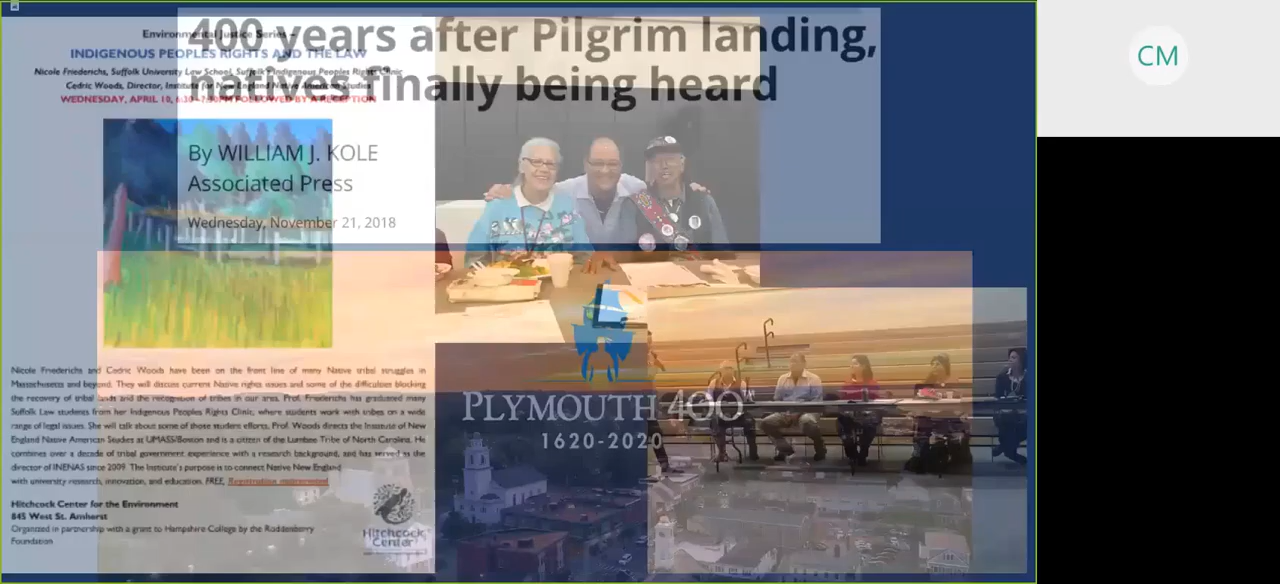 400 years after Pilgrim landing,
natives finally being heard
By WILLIAM J. KOLE
Associated Press
Wednesday, November 21, 2018
Environmental Justice Series –
INDIGENOUS PEOPLES RIGHTS AND THE LAW
Nicole Friederichs, Suffolk University Law School, Suffolk's Indigenous Peoples Rights Clinic
Cedric Woods, Director, Institute for New England Native American Studies
WEDNESDAY, APRIL 10, 6:30-7:30PM FOLLOWED BY A RECEPTION
Nicole Friederichs and Cedric Woods have been on the front line of many Native tribal struggles in
Massachusetts and beyond. They will discuss current Native rights issues and some of the difficulties blocking
the recovery of tribal lands and the recognition of tribes in our area. Prof. Friederichs has graduated many
Suffolk Law students from her Indigenous Peoples Rights Clinic, where students work with tribes on a wide
range of legal issues. She will talk about some of those student efforts. Prof. Woods directs the Institute of New
England Native American Studies at UMASS/Boston and is a citizen of the Lumbee Tribe of North Carolina. He
combines over a decade of tribal government experience with a research background, and has served as the
director of INENAS since 2009. The Institute's purpose is to connect Native New England
with university research, innovation, and education. FREE, Registration
Hitchcock Center for the Environment
845 West St. Amherst
Organized in partnership with a grant to Hampshire College by the Roddenberry
Foundation
Hitchcock
Center
PLYMOUTH 400
1620-2020
CM